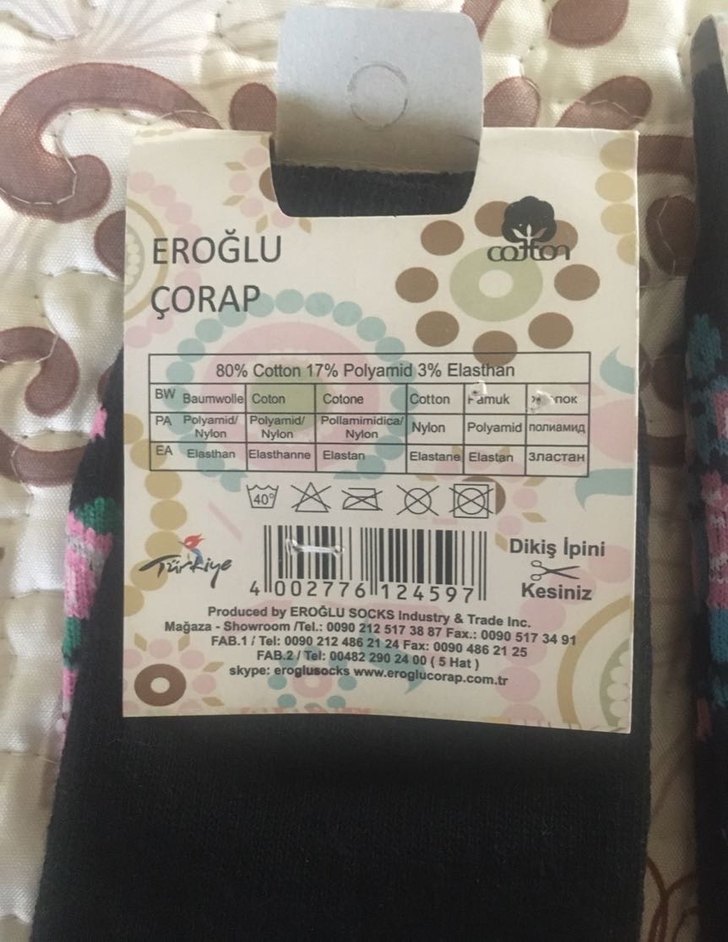 EROĞLU
ÇORAP
cotton
80% Cotton 17% Polyamid 3% Elasthan
BW Baumwolle Coton Cotone Cotton Pamuk
PA Polyamid/Nylon Polyamid/Nylon Pollamimidica/Nylon Nylon Polyamid полиамид
EA Elasthan Elasthanne Elastan Elastane Elastan Эластан
40°
Türkiye
4 002776 124597
Dikiş İpini
Kesiniz
Produced by EROĞLU SOCKS Industry & Trade Inc.
Mağaza - Showroom /Tel.: 0090 212 517 38 87 Fax.: 0090 517 34 91
FAB.1 / Tel: 0090 212 486 21 24 Fax: 0090 486 21 25
FAB.2 / Tel: 00482 290 24 00 ( 5 Hat )
skype: eroglusocks www.eroglucorap.com.tr